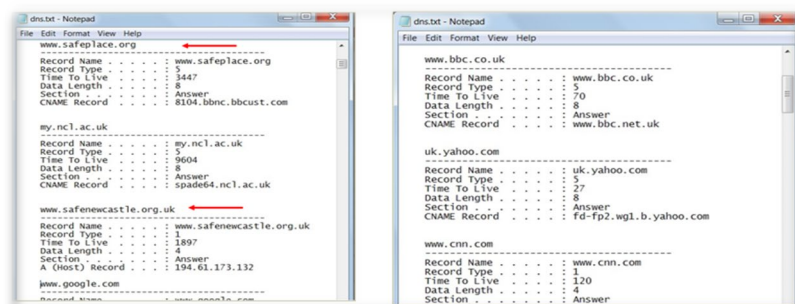 dns.txt - Notepad
File Edit Format View Help
www.safeplace.org
----------------------------------------
Record Name . . . . . : www.safeplace.org
Record Type . . . . . : 5
Time To Live . . . . : 3447
Data Length . . . . . : 8
Section . . . . . . . : Answer
CNAME Record . . . . : 8104.bbnc.bbcust.com
my.ncl.ac.uk
----------------------------------------
Record Name . . . . . : my.ncl.ac.uk
Record Type . . . . . : 5
Time To Live . . . . : 9604
Data Length . . . . . : 8
Section . . . . . . . : Answer
CNAME Record . . . . : spade64.ncl.ac.uk
www.safenewcastle.org.uk
----------------------------------------
Record Name . . . . . : www.safenewcastle.org.uk
Record Type . . . . . : 1
Time To Live . . . . : 1897
Data Length . . . . . : 4
Section . . . . . . . : Answer
A (Host) Record . . . : 194.61.173.132
www.google.com
----------------------------------------
Record Name . . . . . : www.google.com
dns.txt - Notepad
File Edit Format View Help
www.bbc.co.uk
----------------------------------------
Record Name . . . . . : www.bbc.co.uk
Record Type . . . . . : 5
Time To Live . . . . : 70
Data Length . . . . . : 8
Section . . . . . . . : Answer
CNAME Record . . . . : www.bbc.net.uk
uk.yahoo.com
----------------------------------------
Record Name . . . . . : uk.yahoo.com
Record Type . . . . . : 5
Time To Live . . . . : 27
Data Length . . . . . : 8
Section . . . . . . . : Answer
CNAME Record . . . . : fd-fp2.wg1.b.yahoo.com
www.cnn.com
----------------------------------------
Record Name . . . . . : www.cnn.com
Record Type . . . . . : 1
Time To Live . . . . : 120
Data Length . . . . . : 4
Section . . . . . . . : Answer